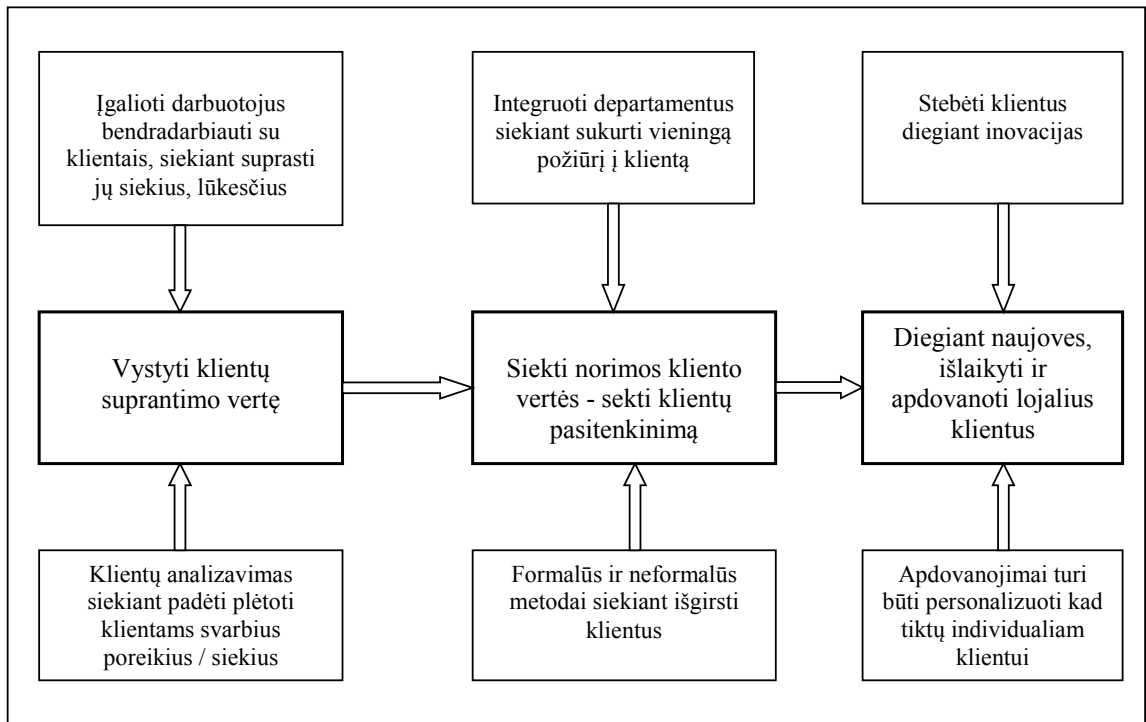 Įgalioti darbuotojus
bendradarbiauti su
klientais, siekiant suprasti
jų siekius, lūkesčius
Integruoti departamentus
siekiant sukurti vieningą
požiūrį į klientą
Stebėti klientus
diegiant inovacijas
Vystyti klientų
suprantimo vertę
Siekti norimos kliento
vertės - sekti klientų
pasitenkinimą
Diegiant naujoves,
išlaikyti ir
apdovanoti lojalius
klientus
Klientų analizavimas
siekiant padėti plėtoti
klientams svarbius
poreikius / siekius
Formalūs ir neformalūs
metodai siekiant išgirsti
klientus
Apdovanojimai turi
būti personalizuoti kad
tiktų individualiam
klientui